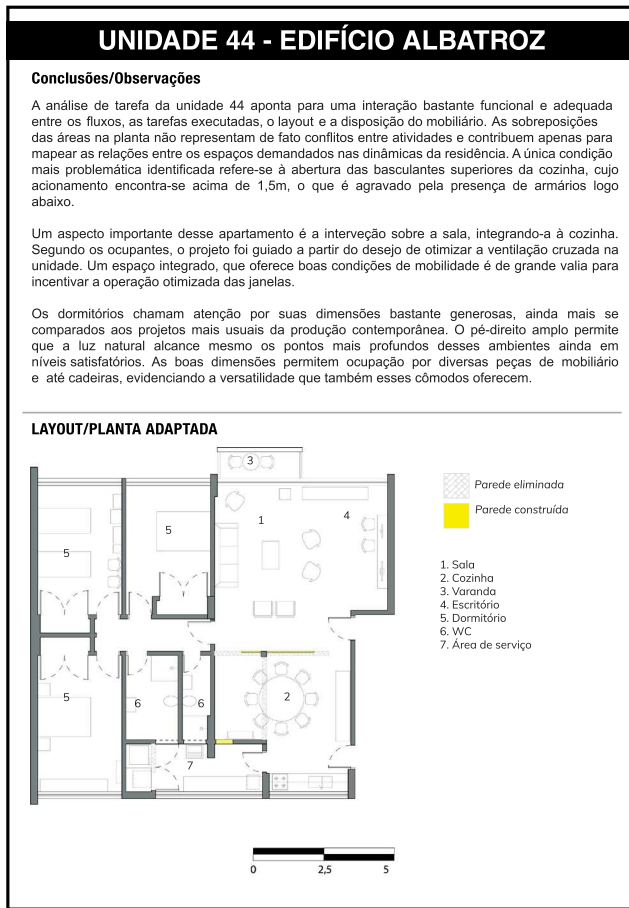 UNIDADE 44 - EDIFÍCIO ALBATROZ
Conclusões/Observações
A análise de tarefa da unidade 44 aponta para uma interação bastante funcional e adequada
entre os fluxos, as tarefas executadas, o layout e a disposição do mobiliário. As sobreposições
das áreas na planta não representam de fato conflitos entre atividades e contribuem apenas para
mapear as relações entre os espaços demandados nas dinâmicas da residência. A única condição
mais problemática identificada refere-se à abertura das basculantes superiores da cozinha, cujo
acionamento encontra-se acima de 1,5m, o que é agravado pela presença de armários logo
abaixo.
Um aspecto importante desse apartamento é a interveção sobre a sala, integrando-a à cozinha.
Segundo os ocupantes, o projeto foi guiado a partir do desejo de otimizar a ventilação cruzada na
unidade. Um espaço integrado, que oferece boas condições de mobilidade é de grande valia para
incentivar a operação otimizada das janelas.
Os dormitórios chamam atenção por suas dimensões bastante generosas, ainda mais se
comparados aos projetos mais usuais da produção contemporânea. O pé-direito amplo permite
que a luz natural alcance mesmo os pontos mais profundos desses ambientes ainda em
níveis satisfatórios. As boas dimensões permitem ocupação por diversas peças de mobiliário
e até cadeiras, evidenciando a versatilidade que também esses cômodos oferecem.
LAYOUT/PLANTA ADAPTADA
3
1
4
5
5
5
6
6
2
7
Parede eliminada
Parede construída
1. Sala
2. Cozinha
3. Varanda
4. Escritório
5. Dormitório
6. WC
7. Área de serviço
0 2,5 5